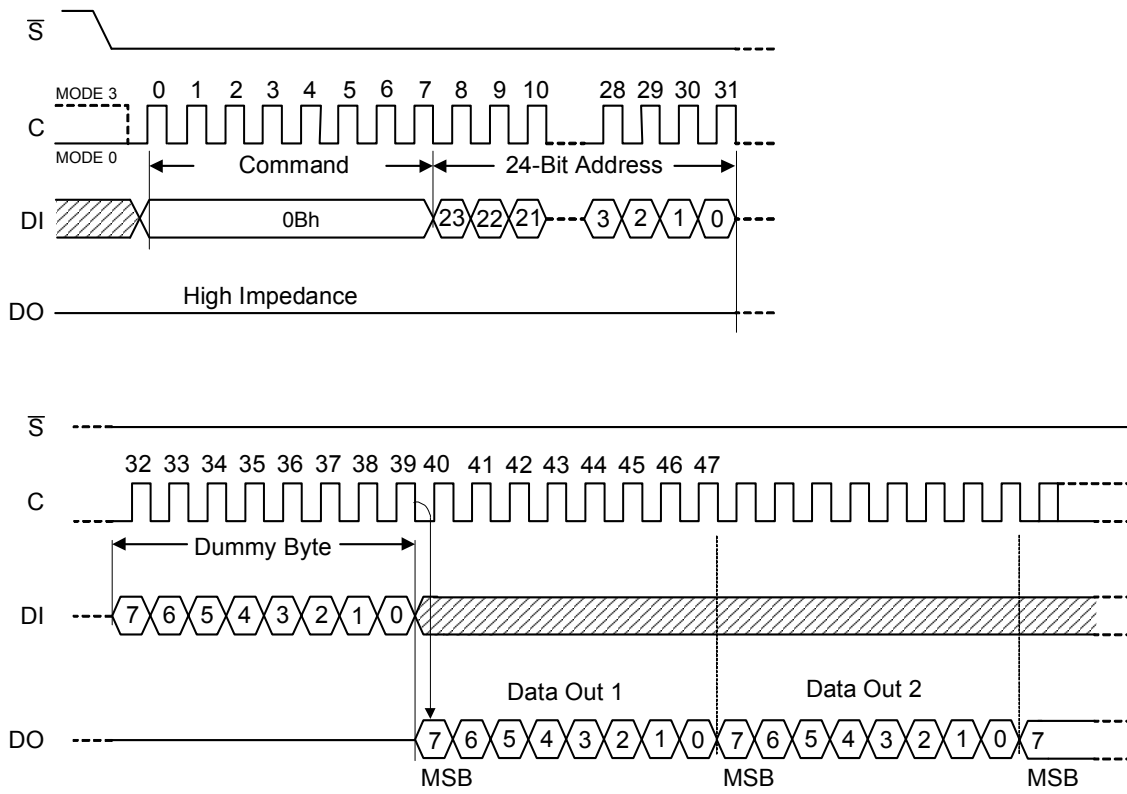 S̅
MODE 3 0 1 2 3 4 5 6 7 8 9 10 28 29 30 31
C
MODE 0
Command 24-Bit Address
DI 0Bh 23 22 21 3 2 1 0
High Impedance
DO
S̅
32 33 34 35 36 37 38 39 40 41 42 43 44 45 46 47
C
Dummy Byte
DI 7 6 5 4 3 2 1 0
Data Out 1 Data Out 2
DO 7 6 5 4 3 2 1 0 7 6 5 4 3 2 1 0 7
MSB MSB MSB